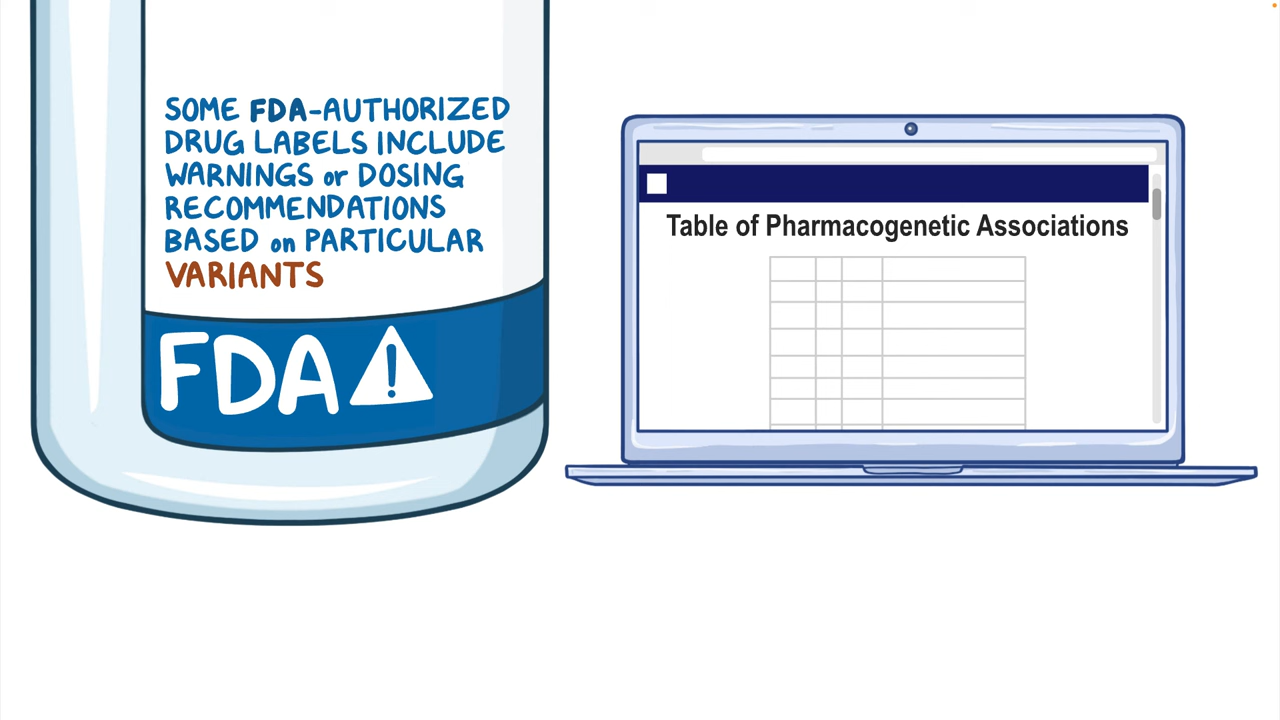 SOME FDA-AUTHORIZED
DRUG LABELS INCLUDE
WARNINGS or DOSING
RECOMMENDATIONS
BASED on PARTICULAR
VARIANTS
FDA
Table of Pharmacogenetic Associations